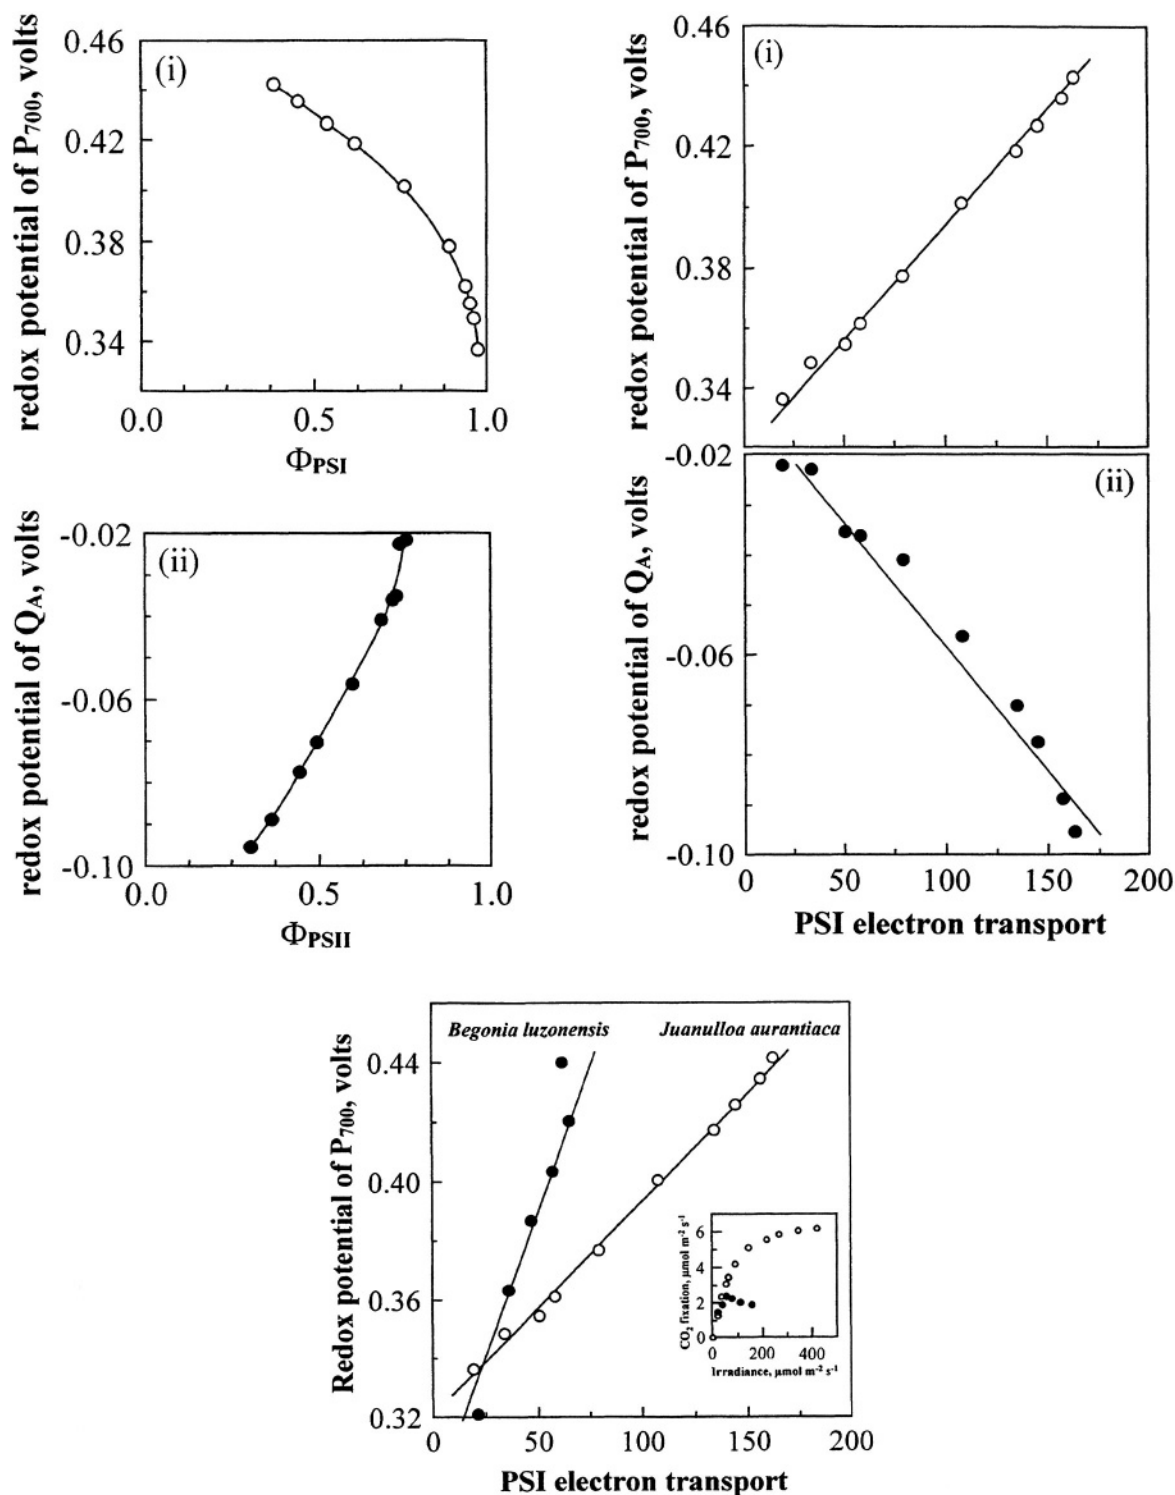 redox potential of P700, volts
0.46
0.42
0.38
0.34
(i)
0.0
0.5
1.0
ΦPSI
redox potential of QA, volts
-0.02
-0.06
-0.10
(ii)
0.0
0.5
1.0
ΦPSII
redox potential of P700, volts
0.46
0.42
0.38
0.34
(i)
redox potential of QA, volts
-0.02
-0.06
-0.10
(ii)
0
50
100
150
200
PSI electron transport
Redox potential of P700, volts
0.44
0.40
0.36
0.32
Begonia luzonensis
Juanulloa aurantiaca
CO2 fixation, μmol m-2 s-1
6
4
2
0
0
200
400
Irradiance, μmol m-2 s-1
0
50
100
150
200
PSI electron transport